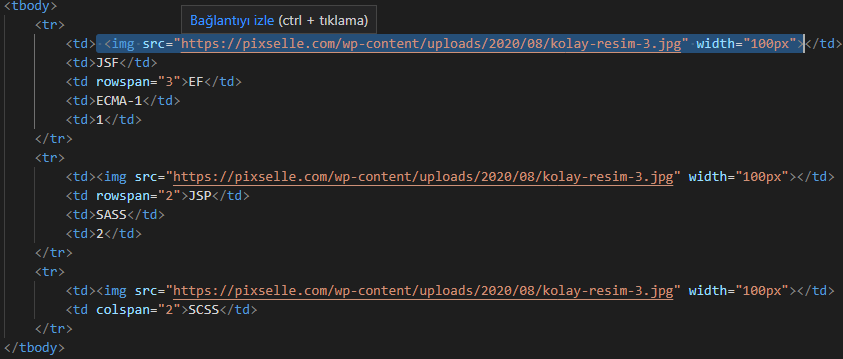 <tbody>
Bağlantıyı izle (ctrl + tıklama)
<tr>
<td> <img src="https://pixselle.com/wp-content/uploads/2020/08/kolay-resim-3.jpg" width="100px"></td>
<td>JSF</td>
<td rowspan="3">EF</td>
<td>ECMA-1</td>
<td>1</td>
</tr>
<tr>
<td><img src="https://pixselle.com/wp-content/uploads/2020/08/kolay-resim-3.jpg" width="100px"></td>
<td rowspan="2">JSP</td>
<td>SASS</td>
<td>2</td>
</tr>
<tr>
<td><img src="https://pixselle.com/wp-content/uploads/2020/08/kolay-resim-3.jpg" width="100px"></td>
<td colspan="2">SCSS</td>
</tr>
</tbody>